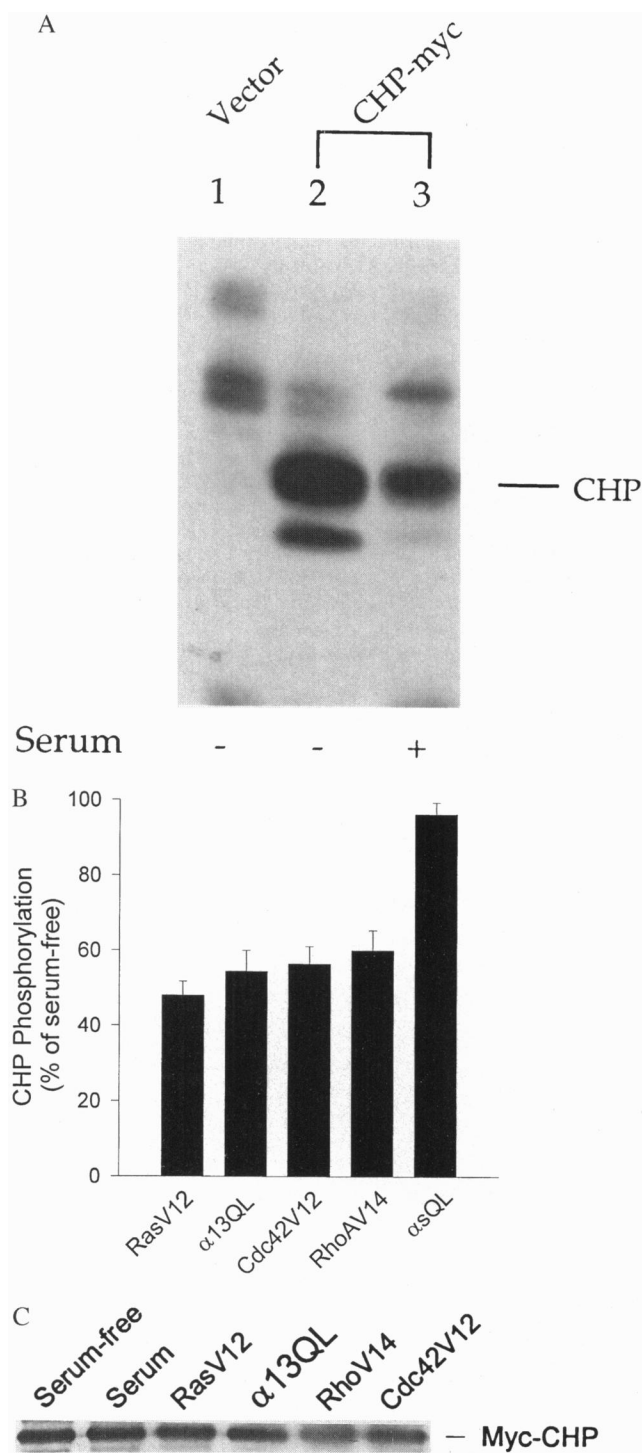 A
Vector
CHP-myc
1 2 3
CHP
Serum - - +
B
CHP Phosphorylation
(% of serum-free)
100
80
60
40
20
0
RasV12
α13QL
Cdc42V12
RhoAV14
αsQL
C
Serum-free
Serum
RasV12
α13QL
RhoV14
Cdc42V12
Myc-CHP